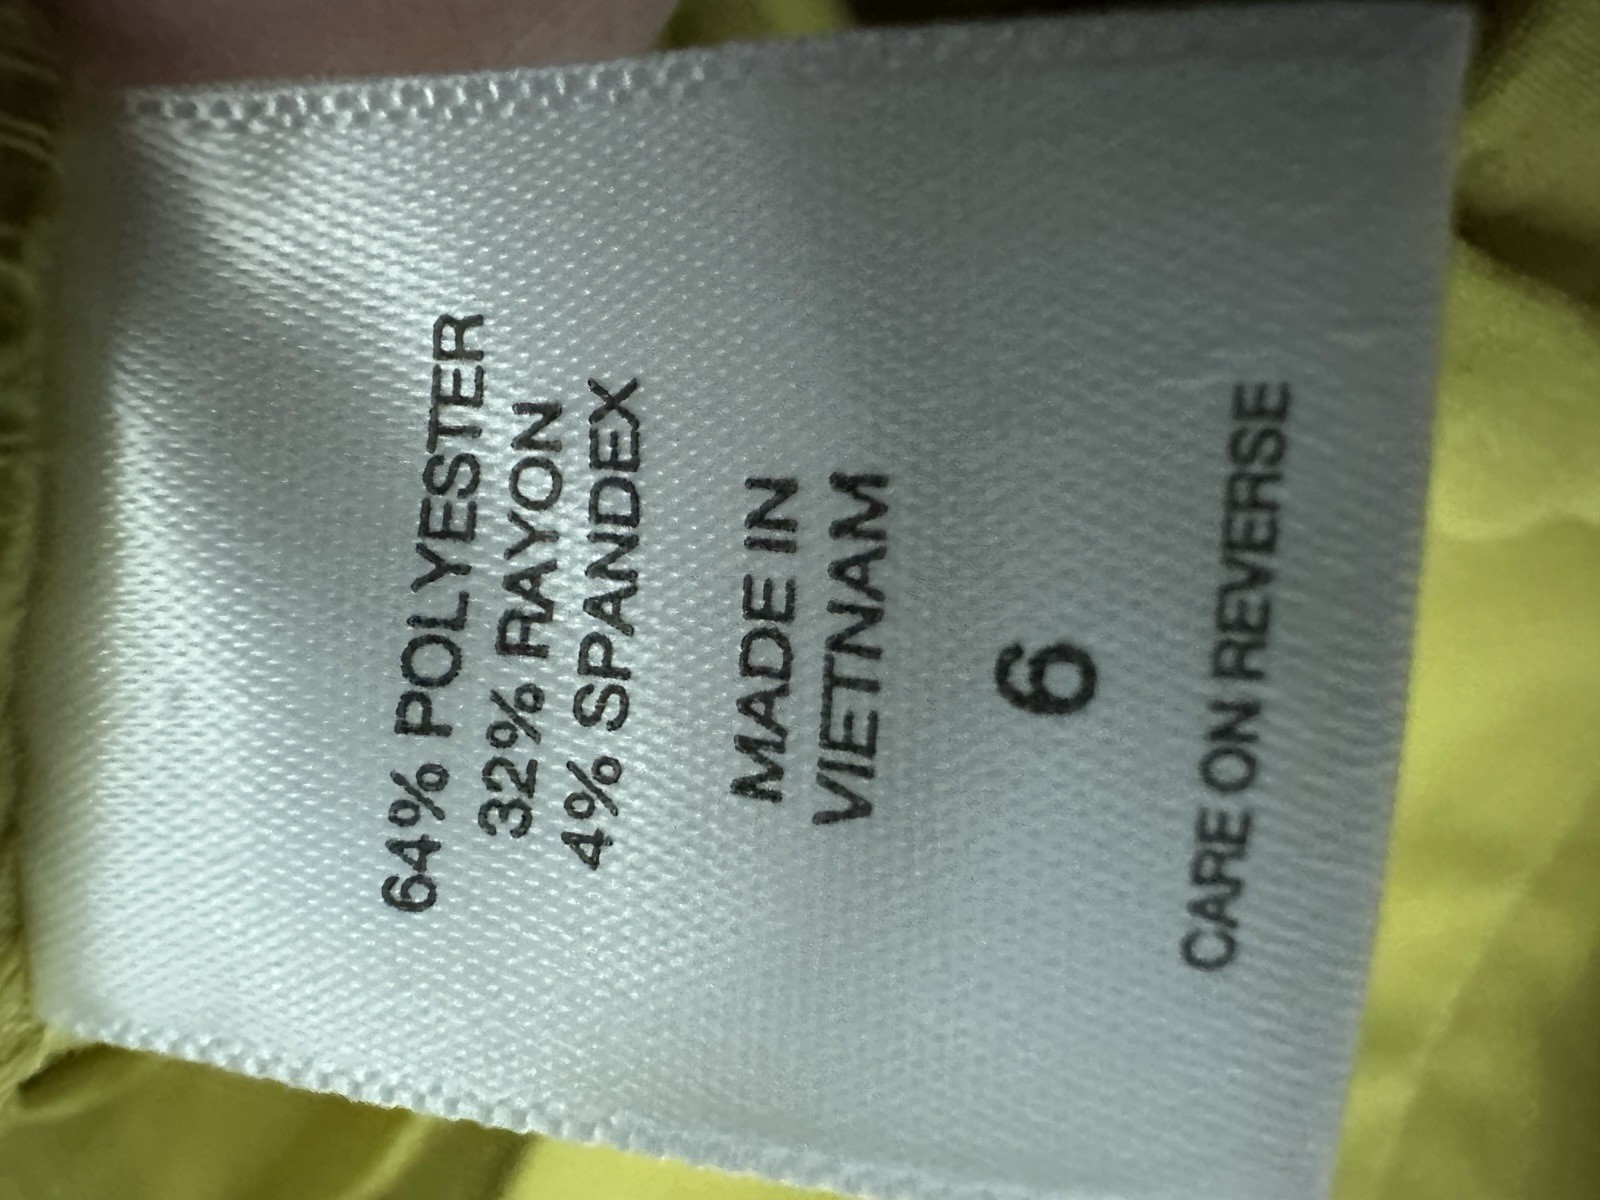 64% POLYESTER
32% RAYON
4% SPANDEX
MADE IN
VIETNAM
6
CARE ON REVERSE